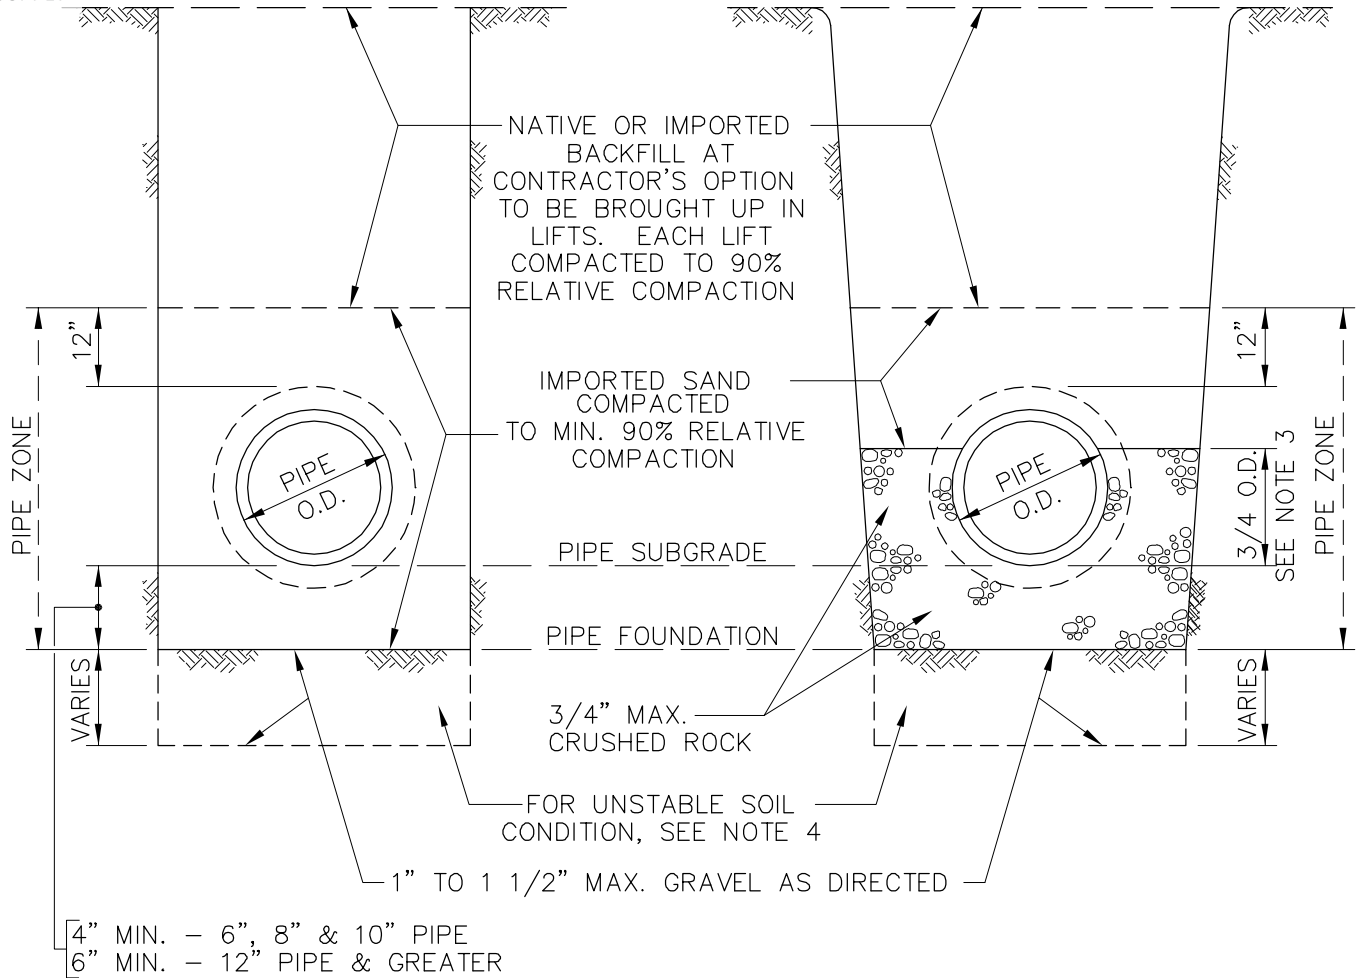 NATIVE OR IMPORTED
BACKFILL AT
CONTRACTOR'S OPTION
TO BE BROUGHT UP IN
LIFTS. EACH LIFT
COMPACTED TO 90%
RELATIVE COMPACTION
12"
12"
IMPORTED SAND
COMPACTED
TO MIN. 90% RELATIVE
COMPACTION
PIPE ZONE
PIPE
O.D.
PIPE
O.D.
3/4 O.D.
SEE NOTE 3
PIPE ZONE
PIPE SUBGRADE
PIPE FOUNDATION
VARIES
VARIES
3/4" MAX.
CRUSHED ROCK
FOR UNSTABLE SOIL
CONDITION, SEE NOTE 4
1" TO 1 1/2" MAX. GRAVEL AS DIRECTED
4" MIN. – 6", 8" & 10" PIPE
6" MIN. – 12" PIPE & GREATER